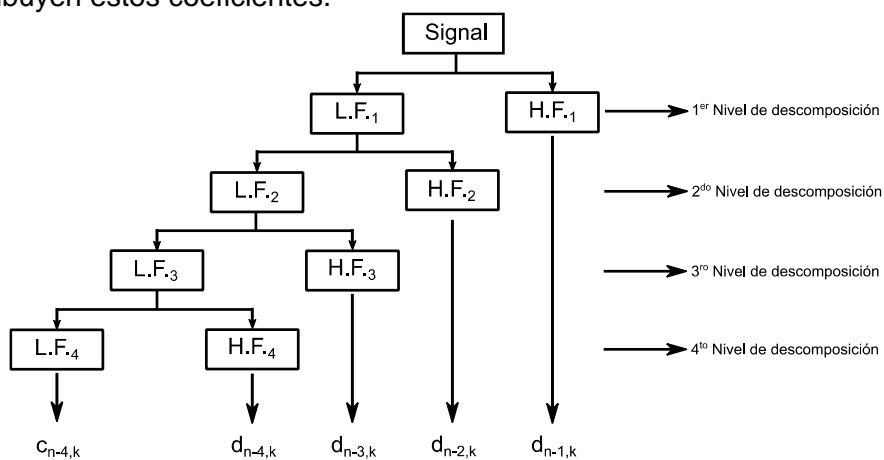 ibuyen estos coeficientes.
Signal
L.F.₁ H.F.₁ 1ᵉʳ Nivel de descomposición
L.F.₂ H.F.₂ 2ᵈᵒ Nivel de descomposición
L.F.₃ H.F.₃ 3ʳᵒ Nivel de descomposición
L.F.₄ H.F.₄ 4ᵗᵒ Nivel de descomposición
cₙ₋₄,ₖ dₙ₋₄,ₖ dₙ₋₃,ₖ dₙ₋₂,ₖ dₙ₋₁,ₖ